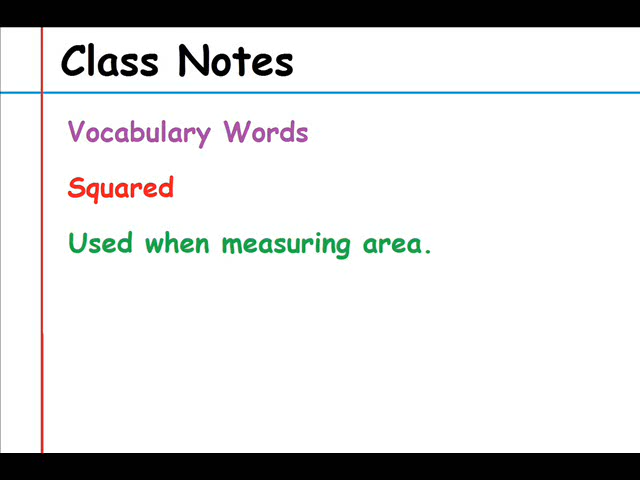 Class Notes
Vocabulary Words
Squared
Used when measuring area.